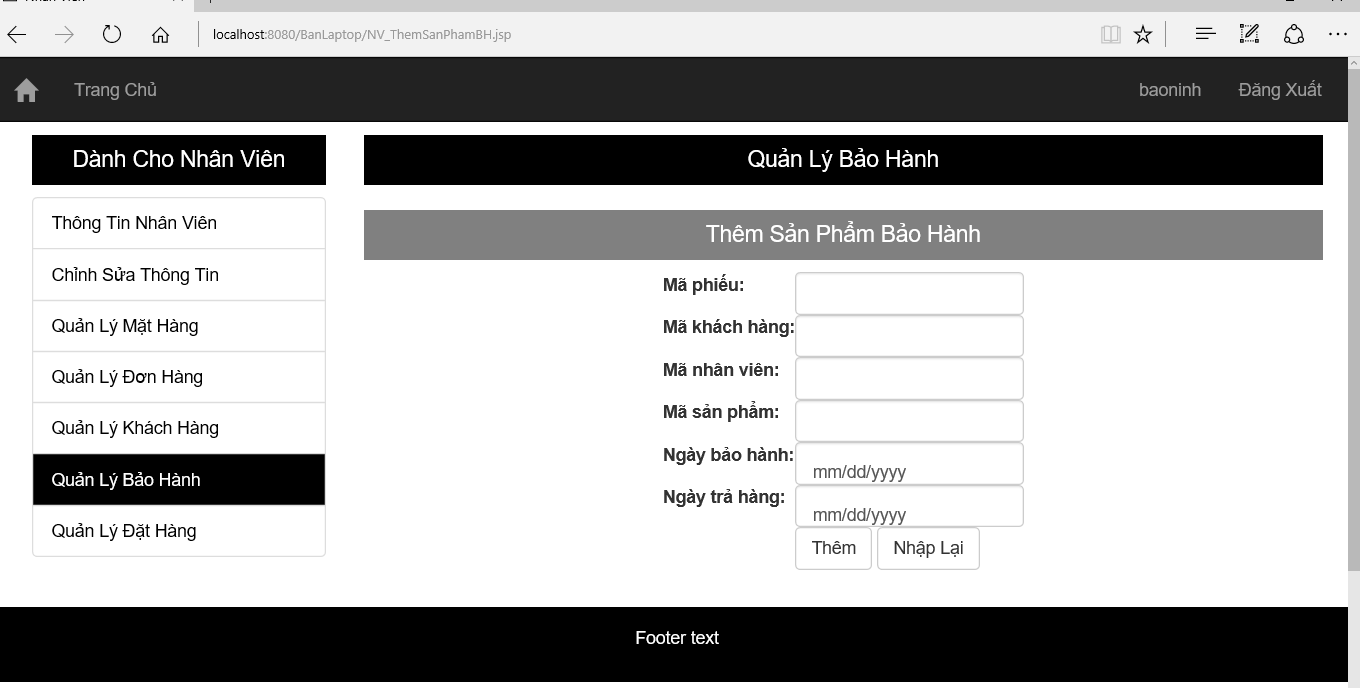 localhost:8080/BanLaptop/NV_ThemSanPhamBH.jsp
Trang Chủ
baoninh
Đăng Xuất
Dành Cho Nhân Viên
Thông Tin Nhân Viên
Chỉnh Sửa Thông Tin
Quản Lý Mặt Hàng
Quản Lý Đơn Hàng
Quản Lý Khách Hàng
Quản Lý Bảo Hành
Quản Lý Đặt Hàng
Quản Lý Bảo Hành
Thêm Sản Phẩm Bảo Hành
Mã phiếu:
Mã khách hàng:
Mã nhân viên:
Mã sản phẩm:
Ngày bảo hành: mm/dd/yyyy
Ngày trả hàng: mm/dd/yyyy
Thêm Nhập Lại
Footer text